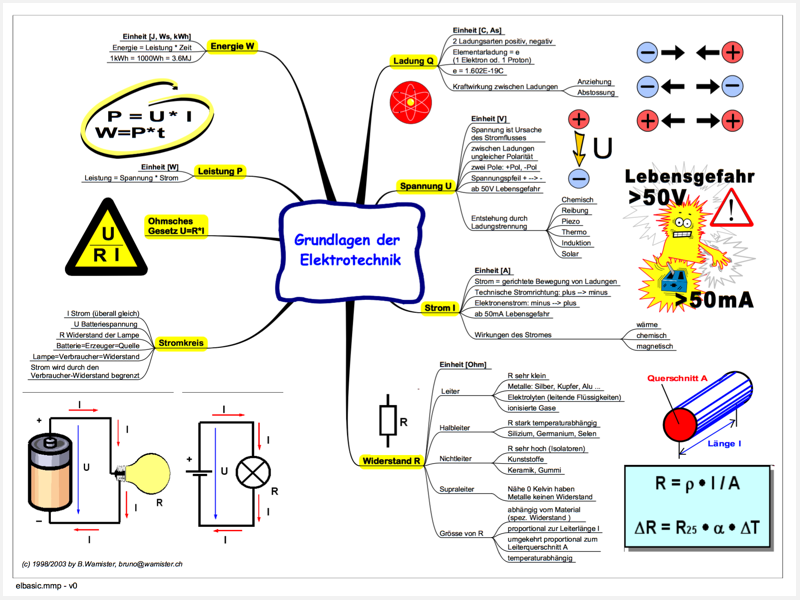 Einheit [J, Ws, kWh]
Energie = Leistung * Zeit
1kWh = 1000Wh = 3.6MJ
Energie W
P = U* I
W=P*t
Einheit [W]
Leistung = Spannung * Strom
Leistung P
U
R I
Ohmsches
Gesetz U=R*I
I Strom (überall gleich)
U Batteriespannung
R Widerstand der Lampe
Batterie=Erzeuger=Quelle
Lampe=Verbraucher=Widerstand
Strom wird durch den
Verbraucher-Widerstand begrenzt
Stromkreis
Grundlagen der
Elektrotechnik
Ladung Q
Einheit [C, As]
2 Ladungsarten positiv, negativ
Elementarladung = e
(1 Elektron od. 1 Proton)
e = 1.602E-19C
Kraftwirkung zwischen Ladungen
Anziehung
Abstossung
− +
− −
+ +
Spannung U
Einheit [V]
Spannung ist Ursache
des Stromflusses
zwischen Ladungen
ungleicher Polarität
zwei Pole: +Pol, -Pol
Spannungspfeil + --> -
ab 50V Lebensgefahr
Entstehung durch
Ladungstrennung
Chemisch
Reibung
Piezo
Thermo
Induktion
Solar
+
U
−
Lebensgefahr
>50V
!
>50mA
Strom I
Einheit [A]
Strom = gerichtete Bewegung von Ladungen
Technische Stromrichtung: plus --> minus
Elektronenstrom: minus --> plus
ab 50mA Lebensgefahr
Wirkungen des Stromes
wärme
chemisch
magnetisch
R
Widerstand R
Einheit [Ohm]
Leiter
R sehr klein
Metalle: Silber, Kupfer, Alu ...
Elektrolyten (leitende Flüssigkeiten)
ionisierte Gase
Halbleiter
R stark temperaturabhängig
Silizium, Germanium, Selen
Nichtleiter
R sehr hoch (Isolatoren)
Kunststoffe
Keramik, Gummi
Supraleiter
Nähe 0 Kelvin haben
Metalle keinen Widerstand
Grösse von R
abhängig vom Material
(spez. Widerstand )
proportional zur Leiterlänge l
umgekehrt proportional zum
Leiterquerschnitt A
temperaturabhängig
Querschnitt A
Länge l
R = ρ • l / A
ΔR = R25 • α • ΔT
I
+
I
U
I
R
−
I
I
+
I
U
R
I
I
(c) 1998/2003 by B.Wamister, bruno@wamister.ch
elbasic.mmp - v0